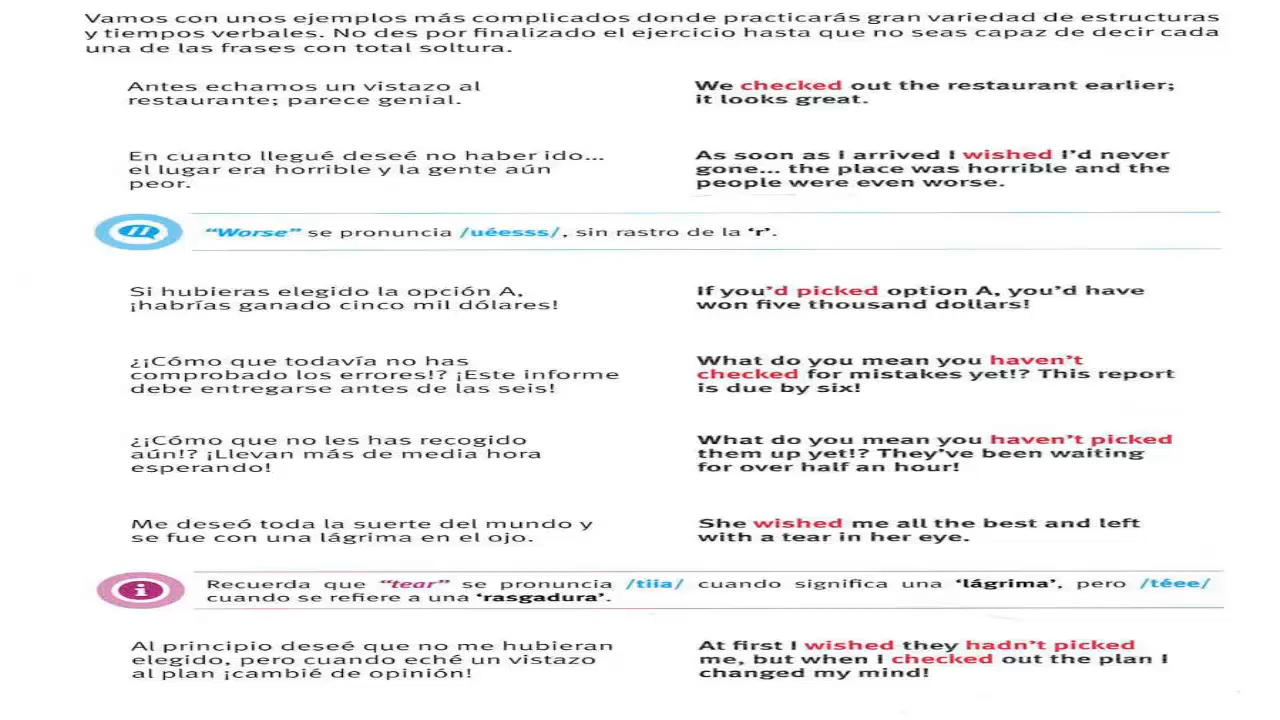 Vamos con unos ejemplos más complicados donde practicarás gran variedad de estructuras
y tiempos verbales. No des por finalizado el ejercicio hasta que no seas capaz de decir cada
una de las frases con total soltura.
Antes echamos un vistazo al
restaurante; parece genial.
We checked out the restaurant earlier;
it looks great.
En cuanto llegué deseé no haber ido...
el lugar era horrible y la gente aún
peor.
As soon as I arrived I wished I'd never
gone... the place was horrible and the
people were even worse.
"Worse" se pronuncia /uéesss/, sin rastro de la 'r'.
Si hubieras elegido la opción A,
¡habrías ganado cinco mil dólares!
If you'd picked option A, you'd have
won five thousand dollars!
¿¡Cómo que todavía no has
comprobado los errores!? ¡Este informe
debe entregarse antes de las seis!
What do you mean you haven't
checked for mistakes yet!? This report
is due by six!
¿¡Cómo que no les has recogido
aún!? ¡Llevan más de media hora
esperando!
What do you mean you haven't picked
them up yet!? They've been waiting
for over half an hour!
Me deseó toda la suerte del mundo y
se fue con una lágrima en el ojo.
She wished me all the best and left
with a tear in her eye.
Recuerda que "tear" se pronuncia /tiia/ cuando significa una 'lágrima', pero /téee/
cuando se refiere a una 'rasgadura'.
Al principio deseé que no me hubieran
elegido, pero cuando eché un vistazo
al plan ¡cambié de opinión!
At first I wished they hadn't picked
me, but when I checked out the plan I
changed my mind!